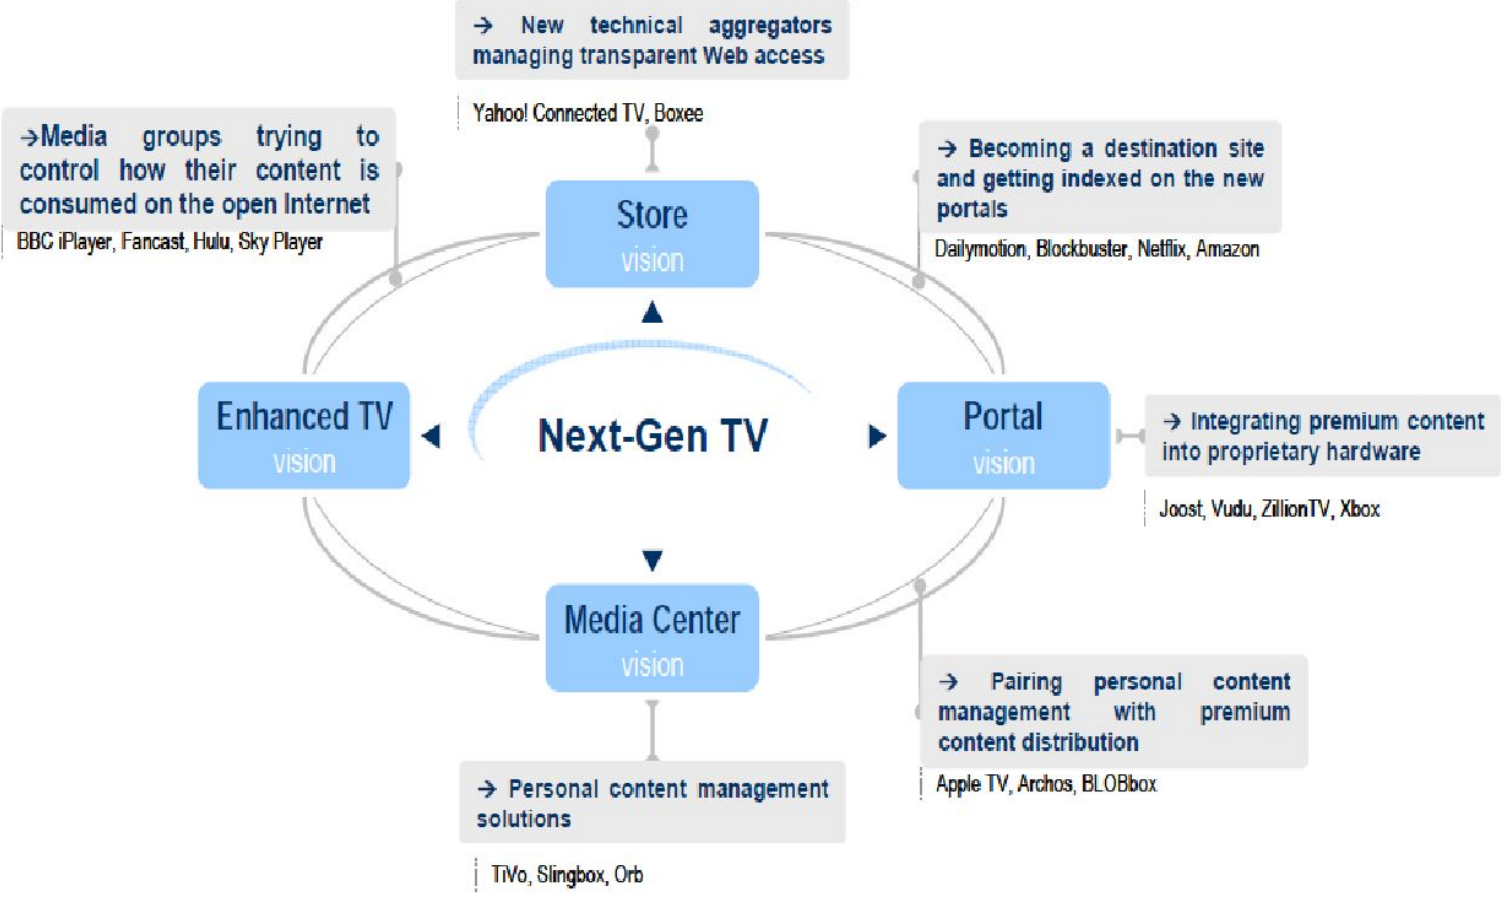 → New technical aggregators
managing transparent Web access
Yahoo! Connected TV, Boxee
→Media groups trying to
control how their content is
consumed on the open Internet
BBC iPlayer, Fancast, Hulu, Sky Player
→ Becoming a destination site
and getting indexed on the new
portals
Dailymotion, Blockbuster, Netflix, Amazon
Store
vision
Enhanced TV
vision
Next-Gen TV
Portal
vision
→ Integrating premium content
into proprietary hardware
Joost, Vudu, ZillionTV, Xbox
Media Center
vision
→ Pairing personal content
management with premium
content distribution
Apple TV, Archos, BLOBbox
→ Personal content management
solutions
TiVo, Slingbox, Orb